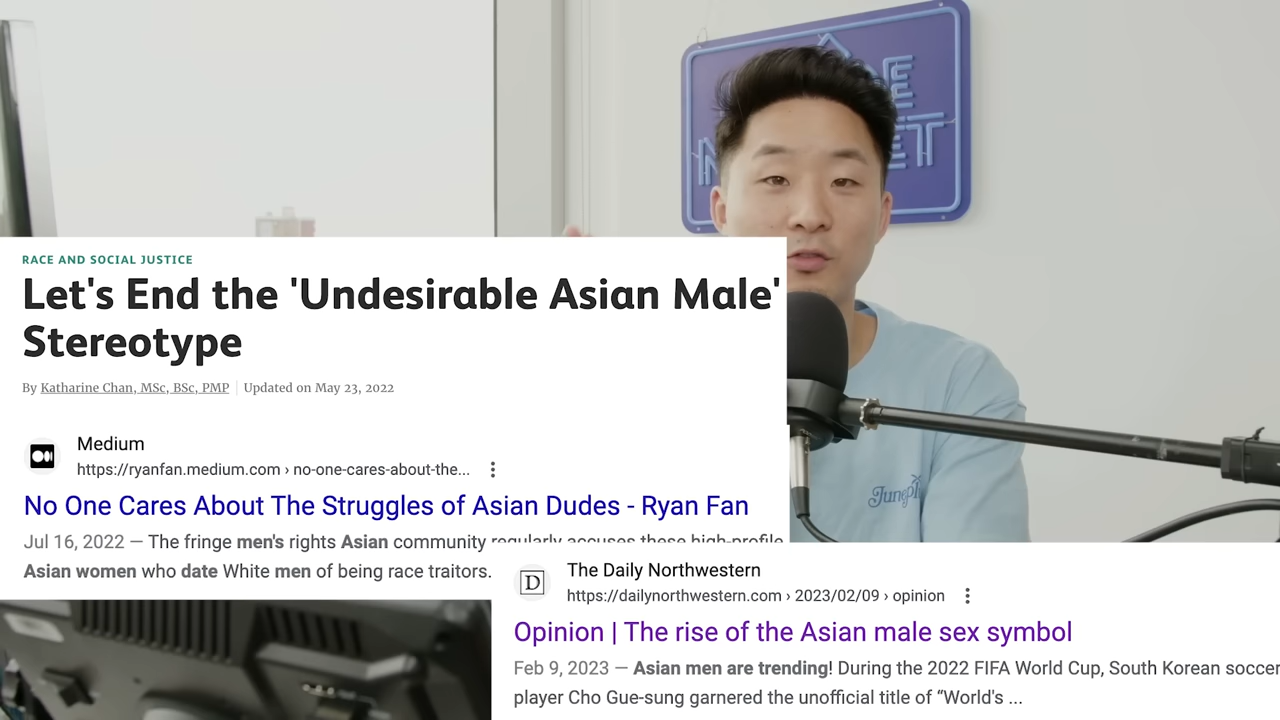 RACE AND SOCIAL JUSTICE
Let's End the 'Undesirable Asian Male'
Stereotype
By Katharine Chan, MSc, BSc, PMP Updated on May 23, 2022
Medium
https://ryanfan.medium.com › no-one-cares-about-the...
No One Cares About The Struggles of Asian Dudes - Ryan Fan
Jul 16, 2022 — The fringe men's rights Asian community regularly accuses these high-profile
Asian women who date White men of being race traitors.
The Daily Northwestern
https://dailynorthwestern.com › 2023/02/09 › opinion
Opinion | The rise of the Asian male sex symbol
Feb 9, 2023 — Asian men are trending! During the 2022 FIFA World Cup, South Korean soccer
player Cho Gue-sung garnered the unofficial title of “World's ...